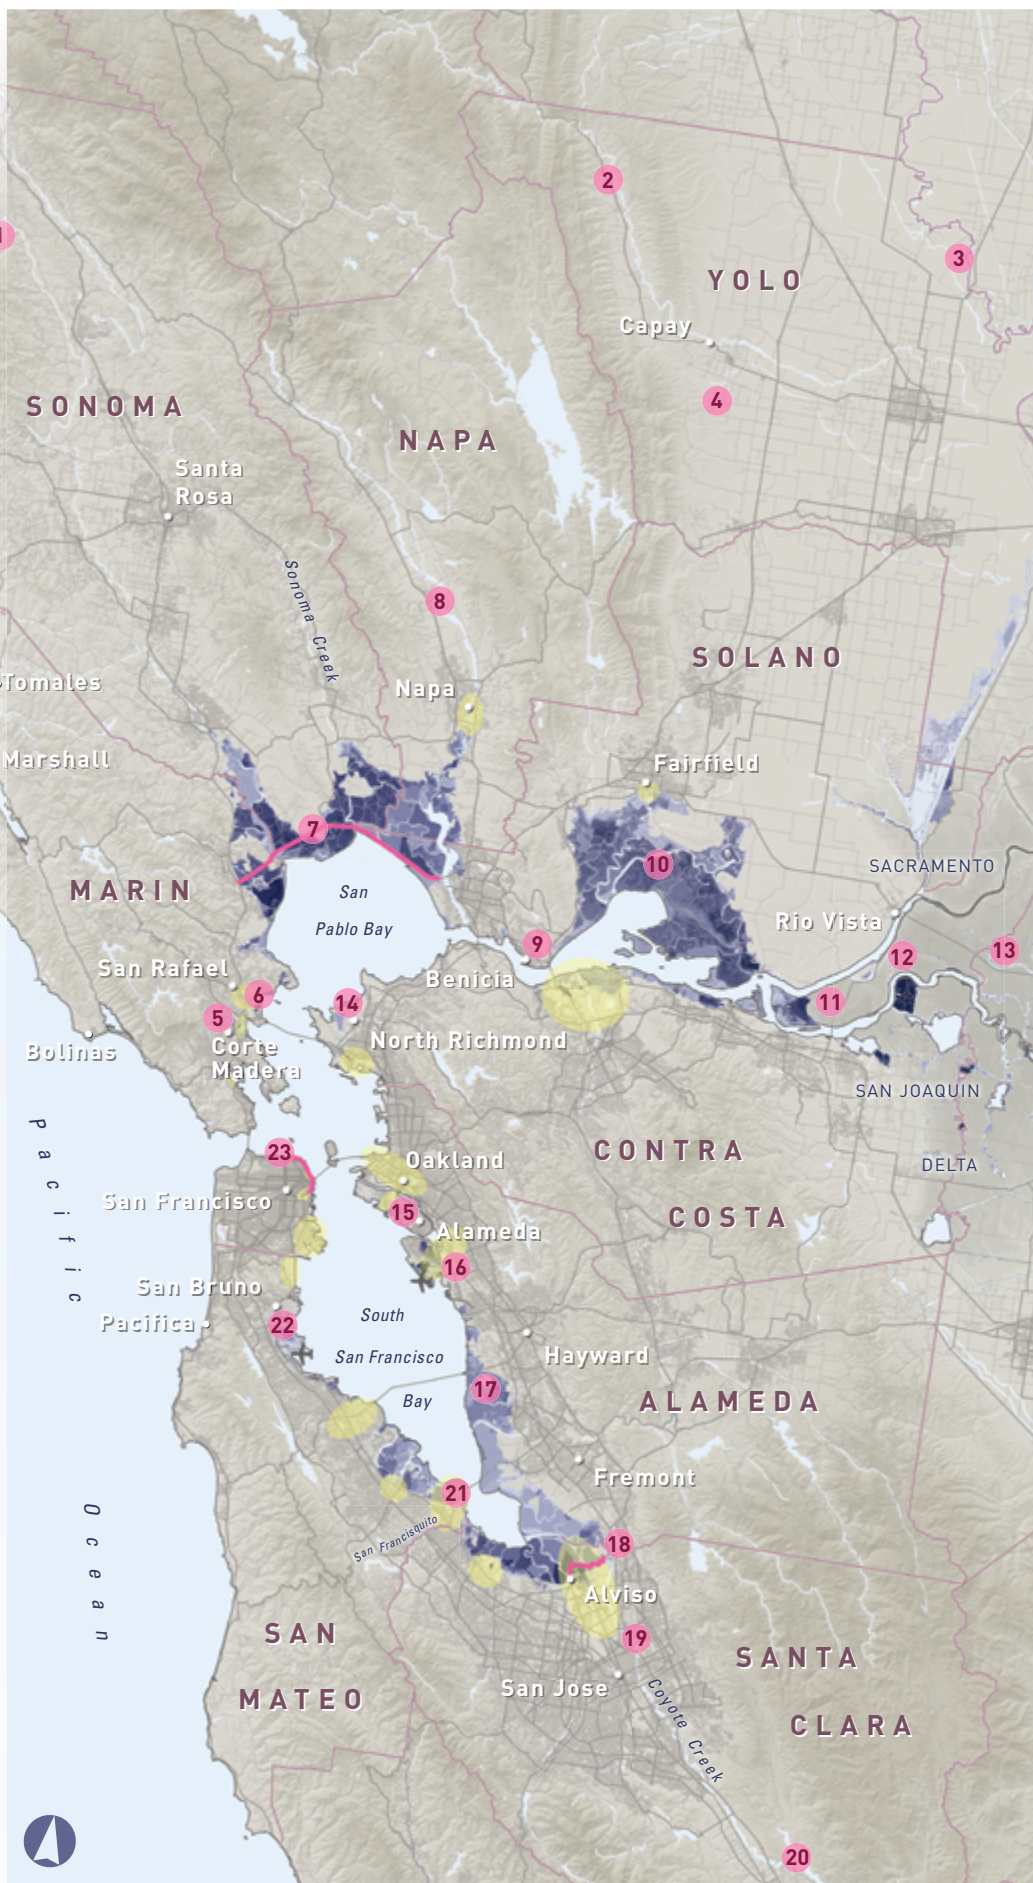 2
1
3
YOLO
Capay
4
SONOMA
NAPA
Santa
Rosa
Sonoma Creek
8
SOLANO
Tomales
Napa
Marshall
Fairfield
7
10
SACRAMENTO
MARIN
San
Pablo Bay
Rio Vista
9
12
13
San Rafael
Benicia
6
14
11
5
North Richmond
Bolinas
Corte
Madera
SAN JOAQUIN
Pacific
23
CONTRA
Oakland
DELTA
San Francisco
15
COSTA
Alameda
16
San Bruno
South
Pacifica
22
San Francisco
Hayward
17
Bay
ALAMEDA
Fremont
21
Ocean
San Francisquito
18
Alviso
SAN
19
SANTA
San Jose
MATEO
Coyote Creek
CLARA
20